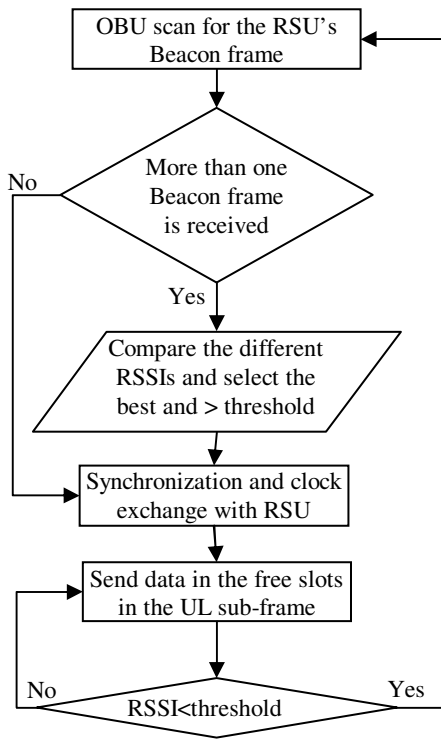 OBU scan for the RSU's
Beacon frame
More than one
Beacon frame
is received
No
Yes
Compare the different
RSSIs and select the
best and > threshold
Synchronization and clock
exchange with RSU
Send data in the free slots
in the UL sub-frame
No
RSSI<threshold
Yes